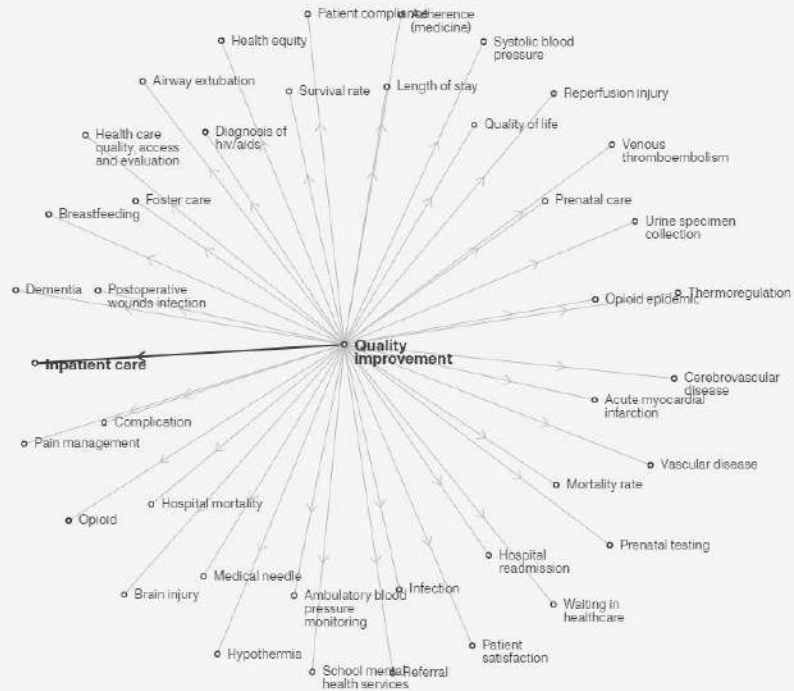 Patient compliance
Adherence
(medicine)
Health equity
Systolic blood
pressure
Airway extubation
Survival rate
Length of stay
Reperfusion injury
Health care
quality, access
and evaluation
Diagnosis of
hiv/aids
Quality of life
Venous
thromboembolism
Foster care
Prenatal care
Breastfeeding
Urine specimen
collection
Dementia
Postoperative
wounds infection
Opioid epidemic
Thermoregulation
Quality
improvement
Inpatient care
Cerebrovascular
disease
Acute myocardial
infarction
Complication
Pain management
Vascular disease
Mortality rate
Hospital mortality
Opioid
Prenatal testing
Hospital
readmission
Medical needle
Brain injury
Ambulatory blood
pressure
monitoring
Infection
Waiting in
healthcare
Hypothermia
Patient
satisfaction
School mental
health services
Referral